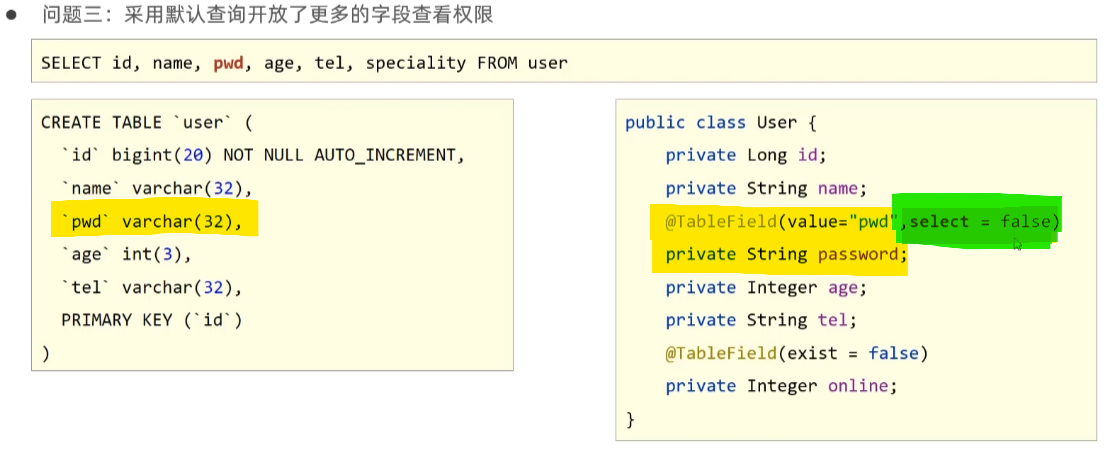 ● 问题三：采用默认查询开放了更多的字段查看权限
SELECT id, name, pwd, age, tel, speciality FROM user
CREATE TABLE `user` (
`id` bigint(20) NOT NULL AUTO_INCREMENT,
`name` varchar(32),
`pwd` varchar(32),
`age` int(3),
`tel` varchar(32),
PRIMARY KEY (`id`)
)
public class User {
private Long id;
private String name;
@TableField(value="pwd",select = false)
private String password;
private Integer age;
private String tel;
@TableField(exist = false)
private Integer online;
}